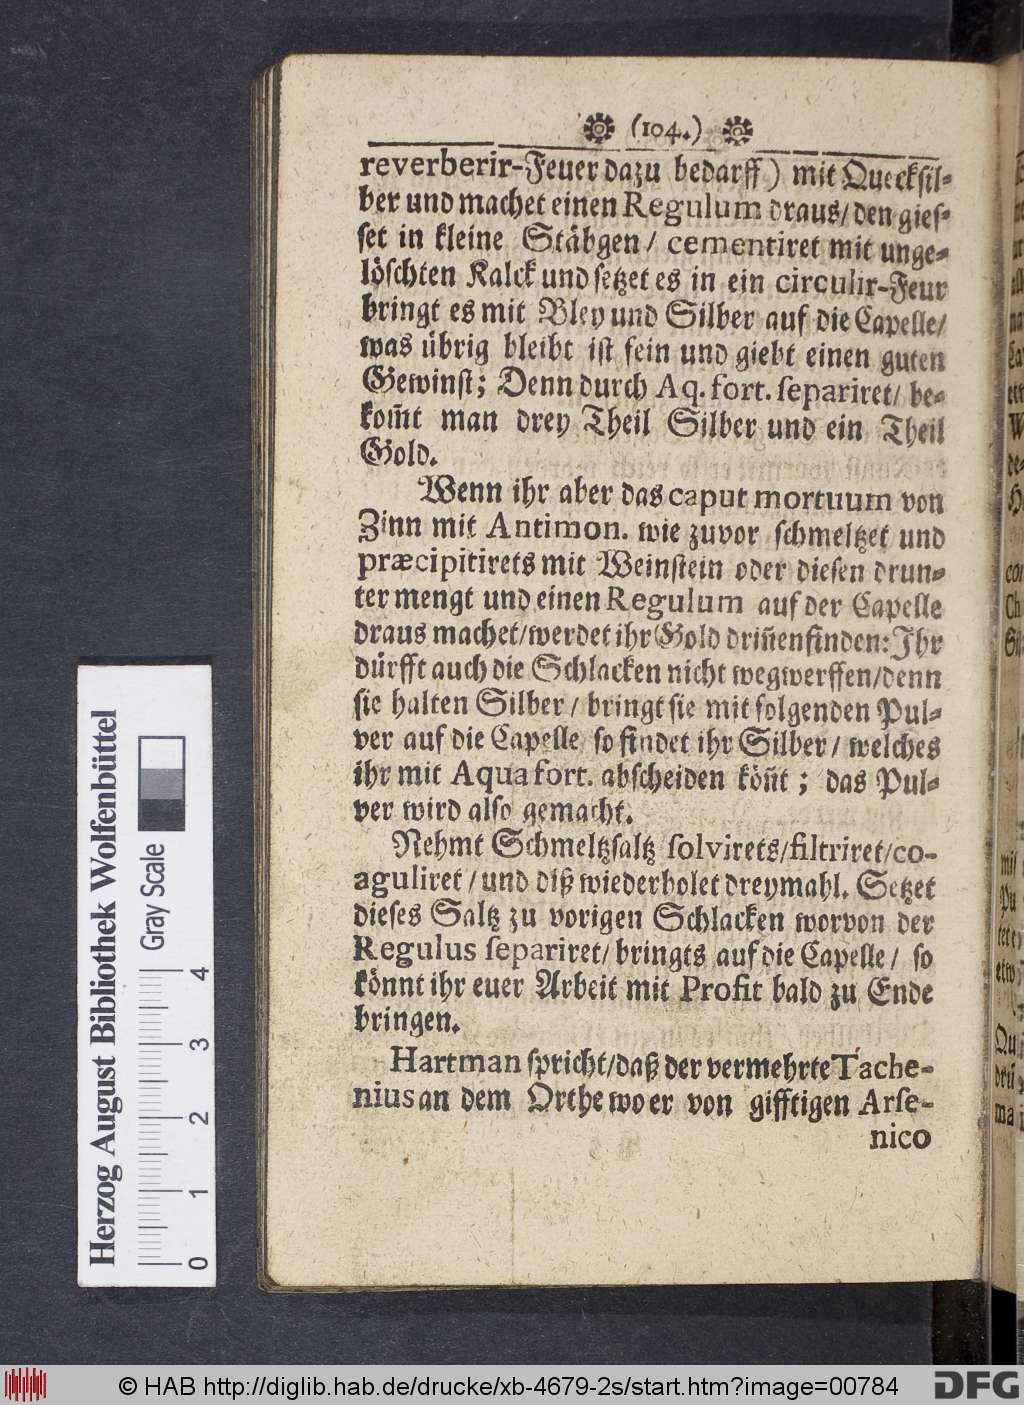 (104.)
reverberir-Feuer dazu bedarff) mit Quecksil-
ber und machet einen Regulum draus/ den gies-
set in kleine Stäbgen/ cementiret mit unge-
löschten Kalck und setzet es in ein circulir-Feur
bringt es mit Bley und Silber auf die Capelle/
was übrig bleibt ist fein und giebt einen guten
Gewinst; Denn durch Aq. fort. separiret/ be-
kom̃t man drey Theil Silber und ein Theil
Gold.
Wenn ihr aber das caput mortuum von
Zinn mit Antimon. wie zuvor schmeltzet und
præcipitirets mit Weinstein oder diesen drun-
ter mengt und einen Regulum auf der Capelle
draus machet/ werdet ihr Gold driñen finden: Ihr
dürfft auch die Schlacken nicht wegwerffen/ denn
sie halten Silber/ bringt sie mit folgenden Pul-
ver auf die Capelle so findet ihr Silber/ welches
ihr mit Aqua fort. abscheiden köñt; das Pul-
ver wird also gemacht.
Nehmt Schmeltzsaltz solvirets/ filtriret/ co-
aguliret/ und diß wiederholet dreymahl. Setzet
dieses Saltz zu vorigen Schlacken worvon der
Regulus separiret/ bringts auf die Capelle/ so
könnt ihr euer Arbeit mit Profit bald zu Ende
bringen.
Hartman spricht/ daß der vermehrte Tache-
nius an dem Orthe wo er von gifftigen Arse-
nico
Herzog August Bibliothek Wolfenbüttel
Gray Scale
0 1 2 3 4
© HAB http://diglib.hab.de/drucke/xb-4679-2s/start.htm?image=00784
DFG